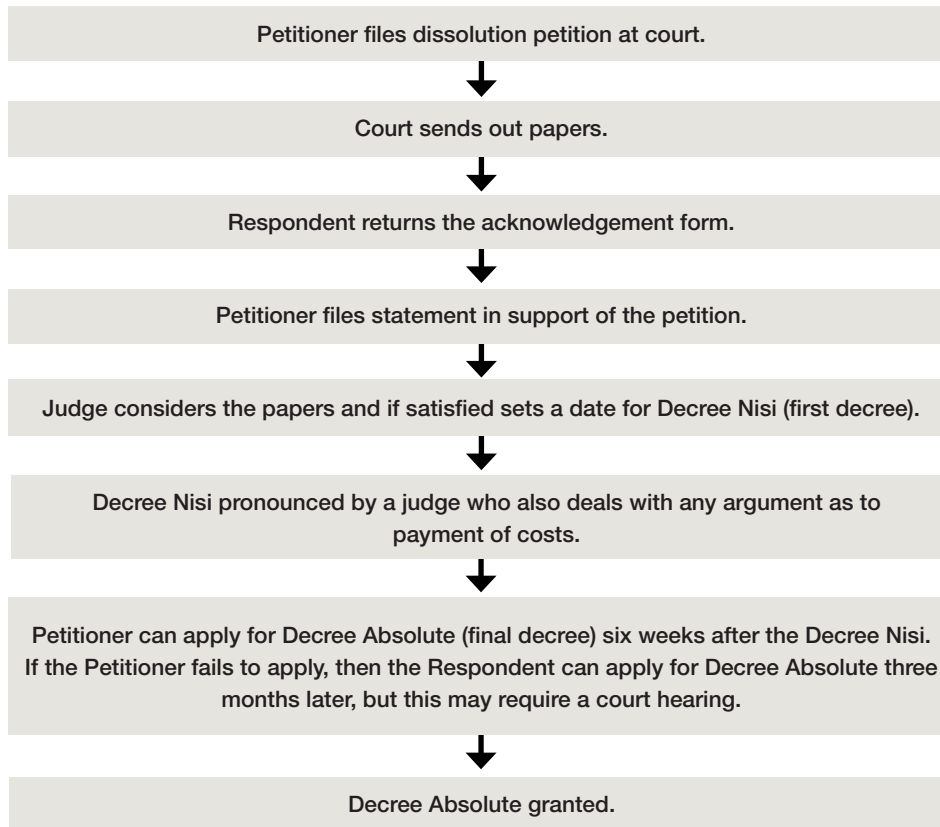 Petitioner files dissolution petition at court.
Court sends out papers.
Respondent returns the acknowledgement form.
Petitioner files statement in support of the petition.
Judge considers the papers and if satisfied sets a date for Decree Nisi (first decree).
Decree Nisi pronounced by a judge who also deals with any argument as to
payment of costs.
Petitioner can apply for Decree Absolute (final decree) six weeks after the Decree Nisi.
If the Petitioner fails to apply, then the Respondent can apply for Decree Absolute three
months later, but this may require a court hearing.
Decree Absolute granted.